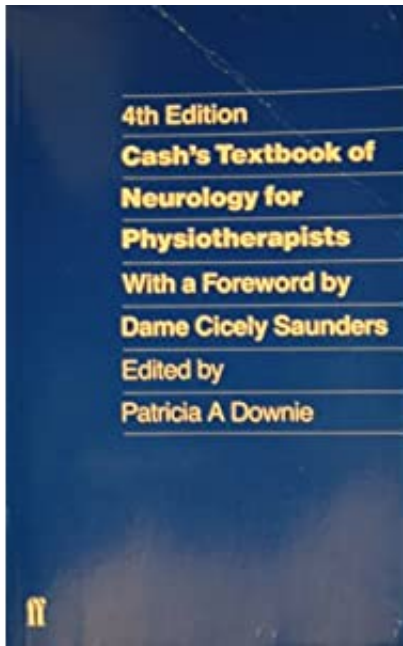 4th Edition
Cash's Textbook of
Neurology for
Physiotherapists
With a Foreword by
Dame Cicely Saunders
Edited by
Patricia A Downie
ff